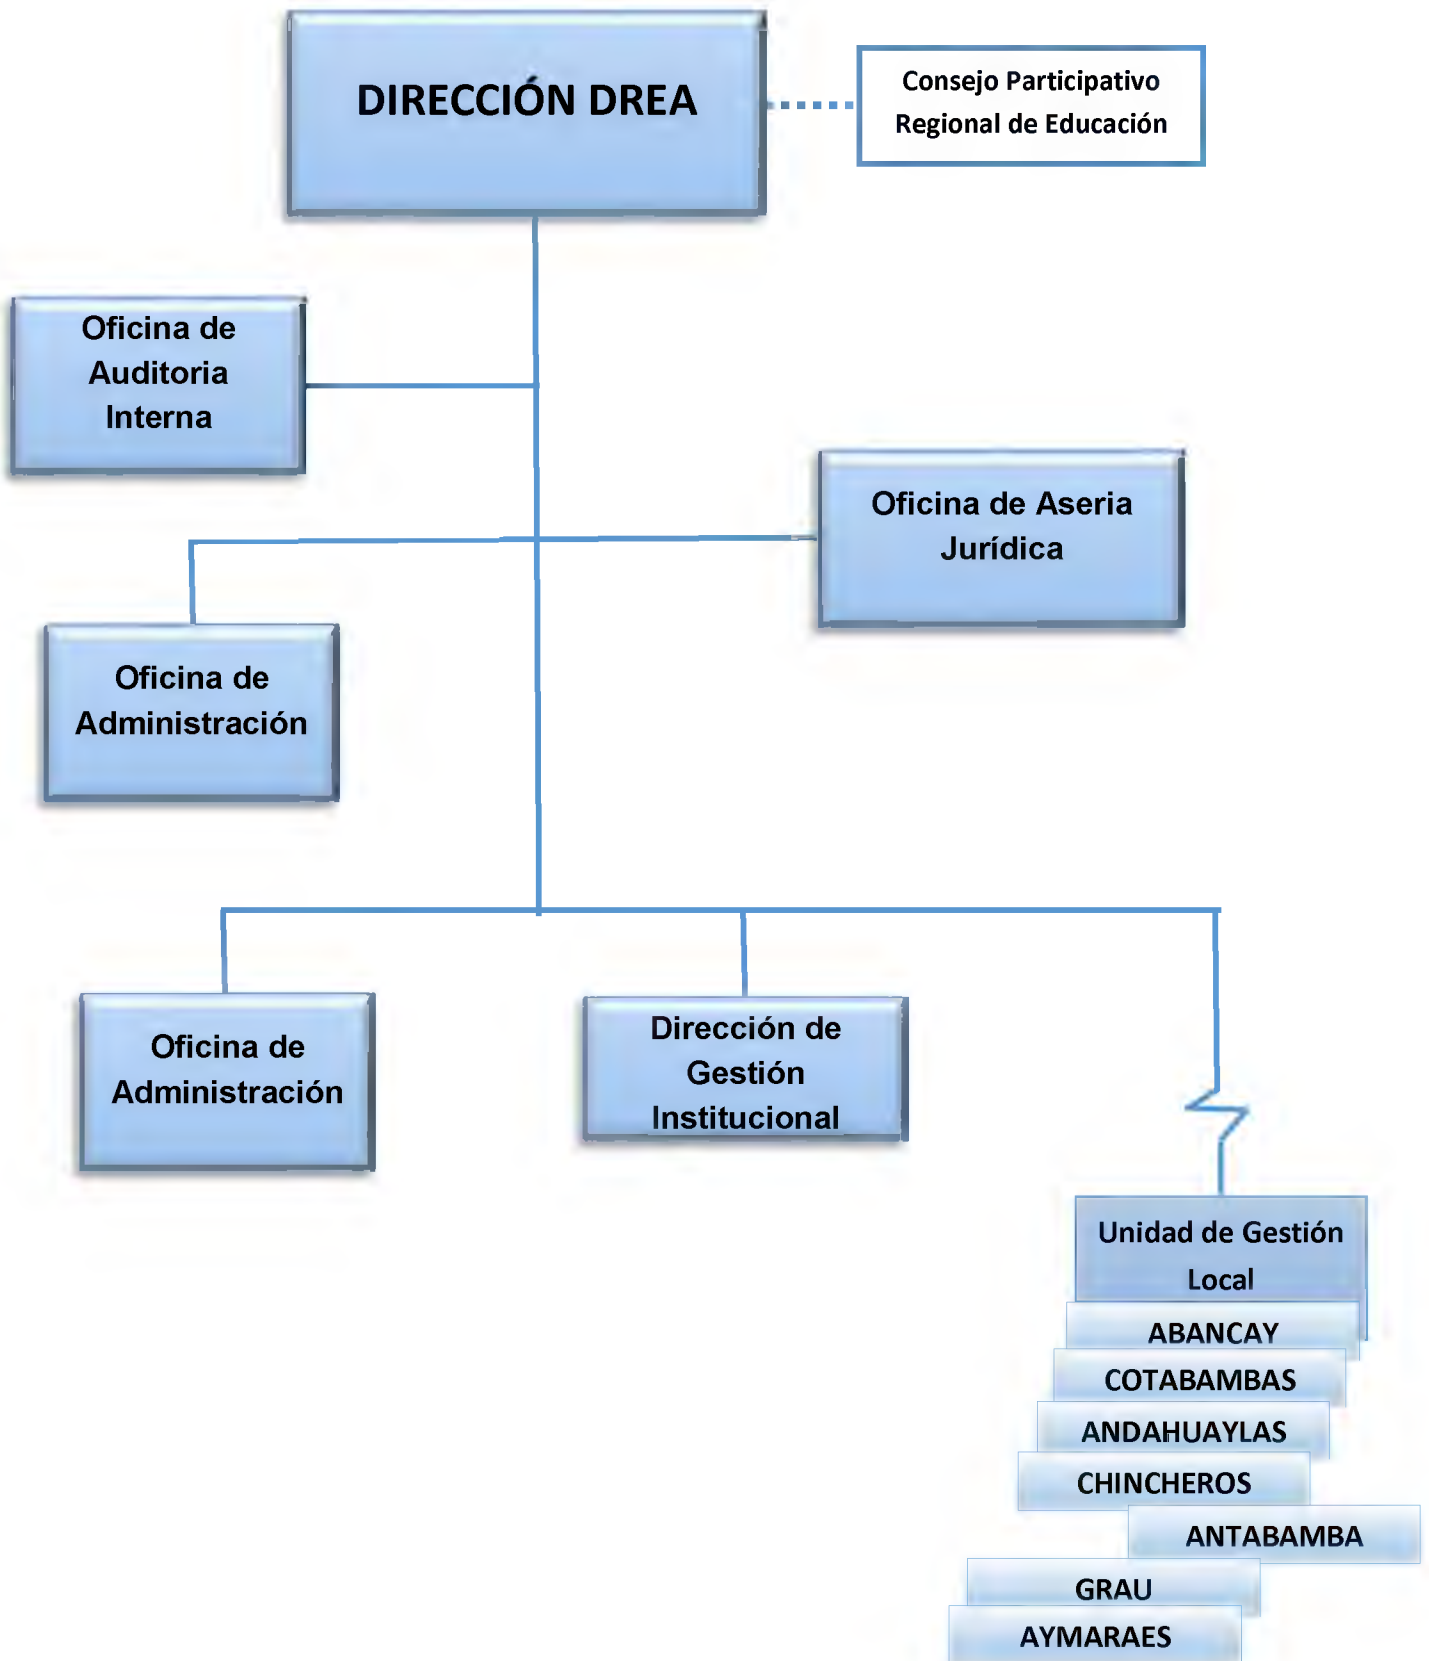 DIRECCIÓN DREA
Consejo Participativo
Regional de Educación
Oficina de
Auditoria
Interna
Oficina de Aseria
Jurídica
Oficina de
Administración
Oficina de
Administración
Dirección de
Gestión
Institucional
Unidad de Gestión
Local
ABANCAY
COTABAMBAS
ANDAHUAYLAS
CHINCHEROS
ANTABAMBA
GRAU
AYMARAES